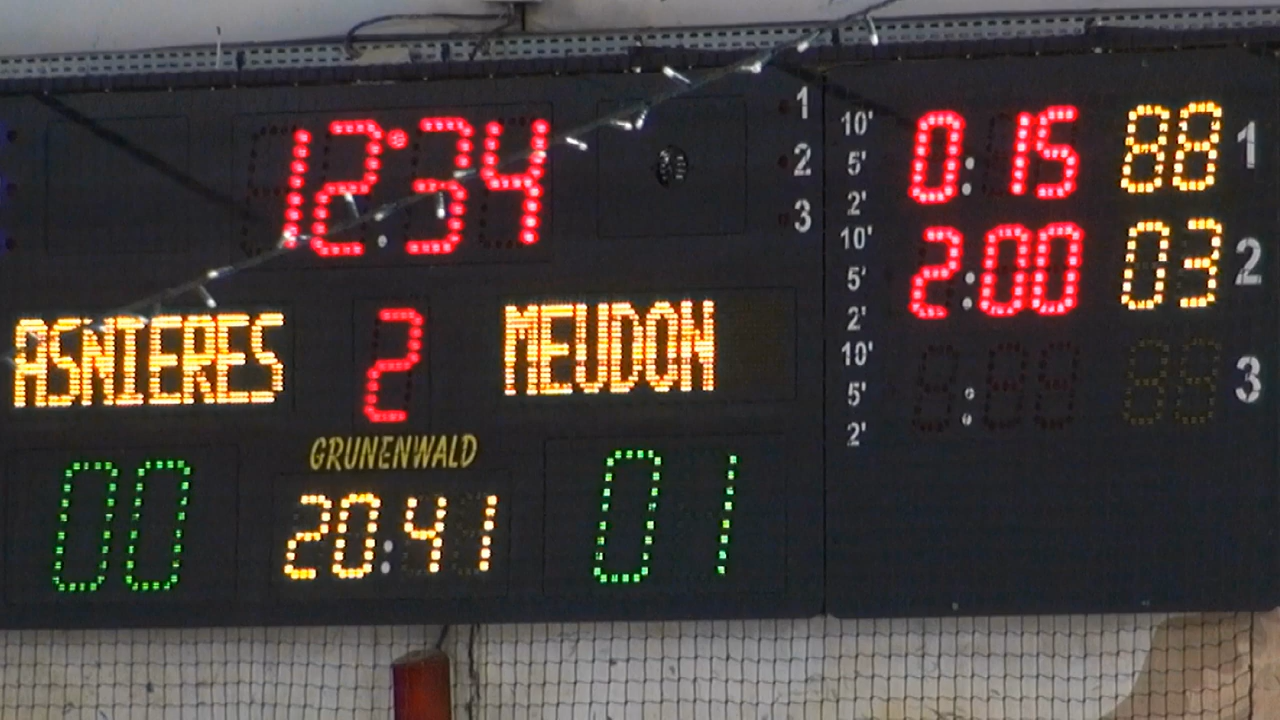 12:34
1
2
3
ASNIERES 2 MEUDON
GRUNENWALD
00 20:41 01
10' 0:15 88 1
5'
2'
10' 2:00 03 2
5'
2'
10' 3
5'
2'